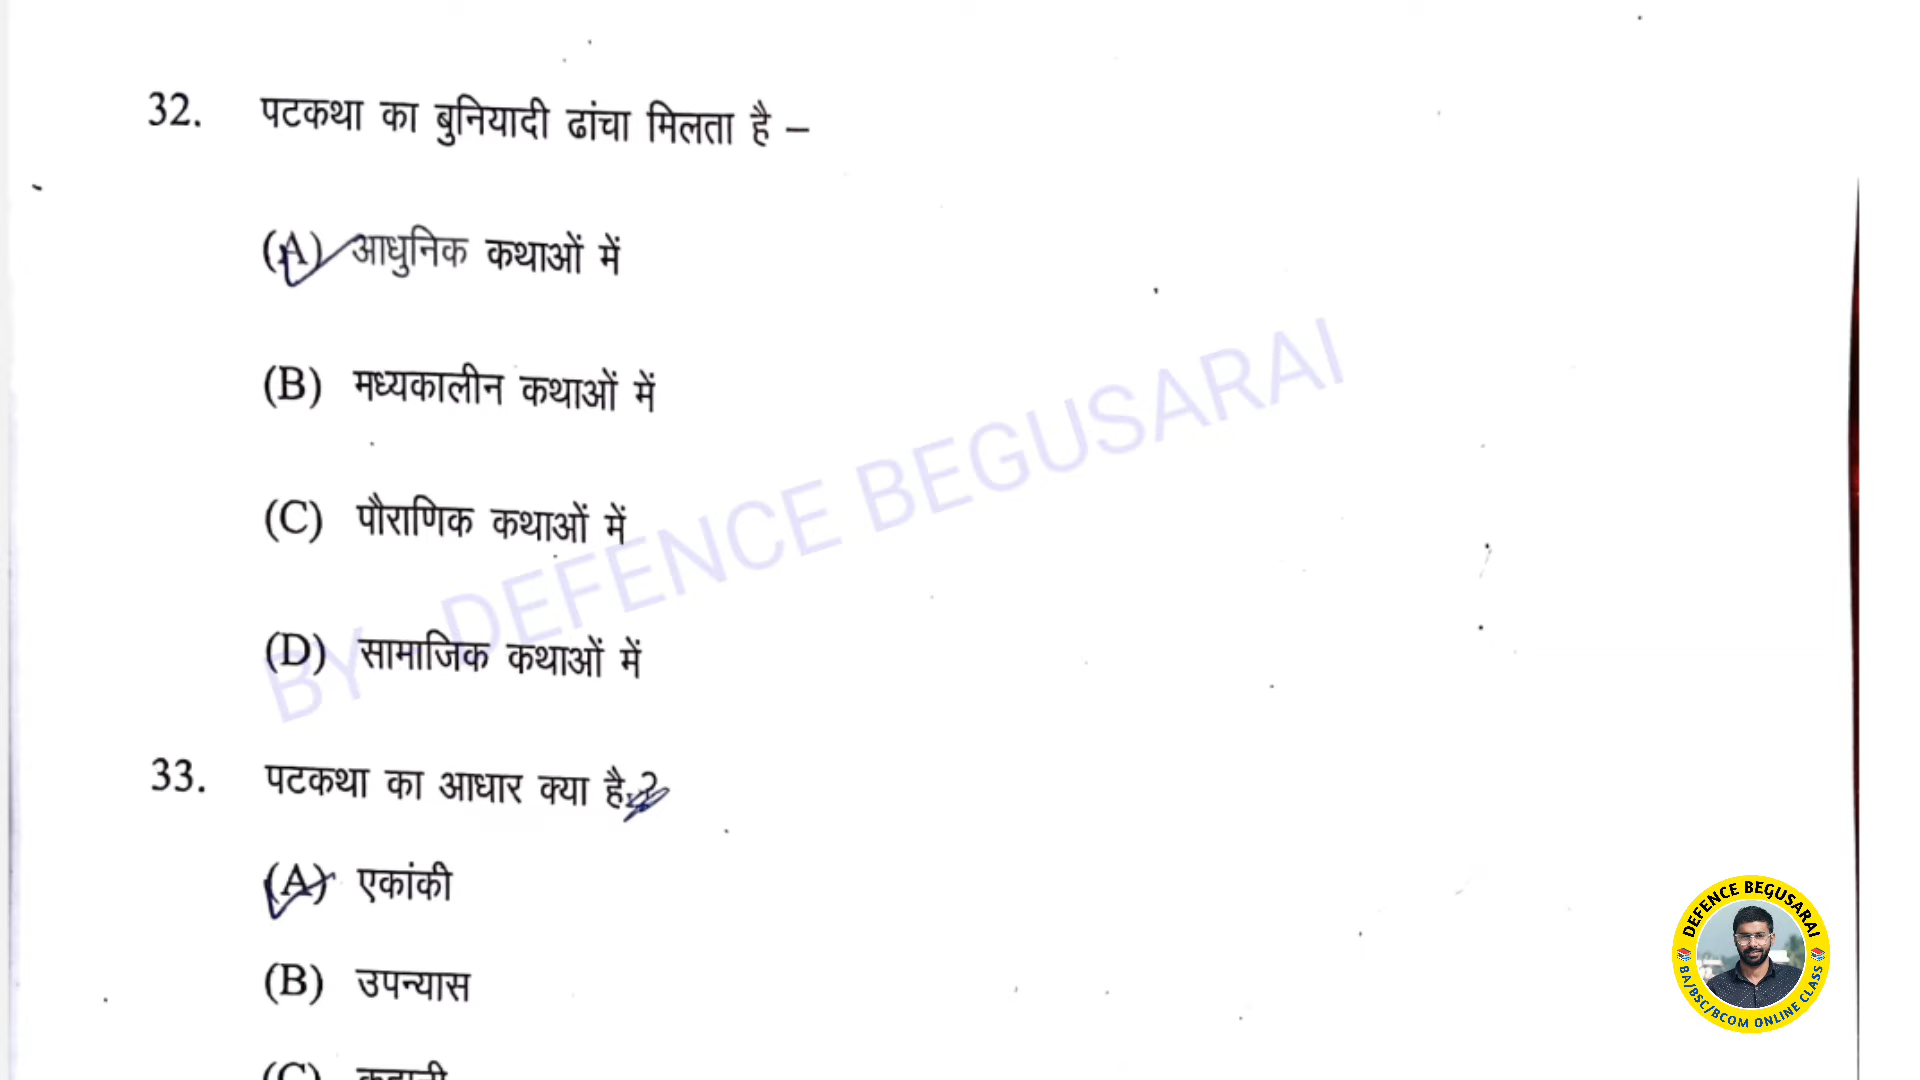 32. पटकथा का बुनियादी ढांचा मिलता है –
(A) आधुनिक कथाओं में
(B) मध्यकालीन कथाओं में
(C) पौराणिक कथाओं में
(D) सामाजिक कथाओं में
BY - DEFENCE BEGUSARAI
33. पटकथा का आधार क्या है ?
(A) एकांकी
(B) उपन्यास
(C) कहानी
DEFENCE BEGUSARAI
BA/BSC/BCOM ONLINE CLASS